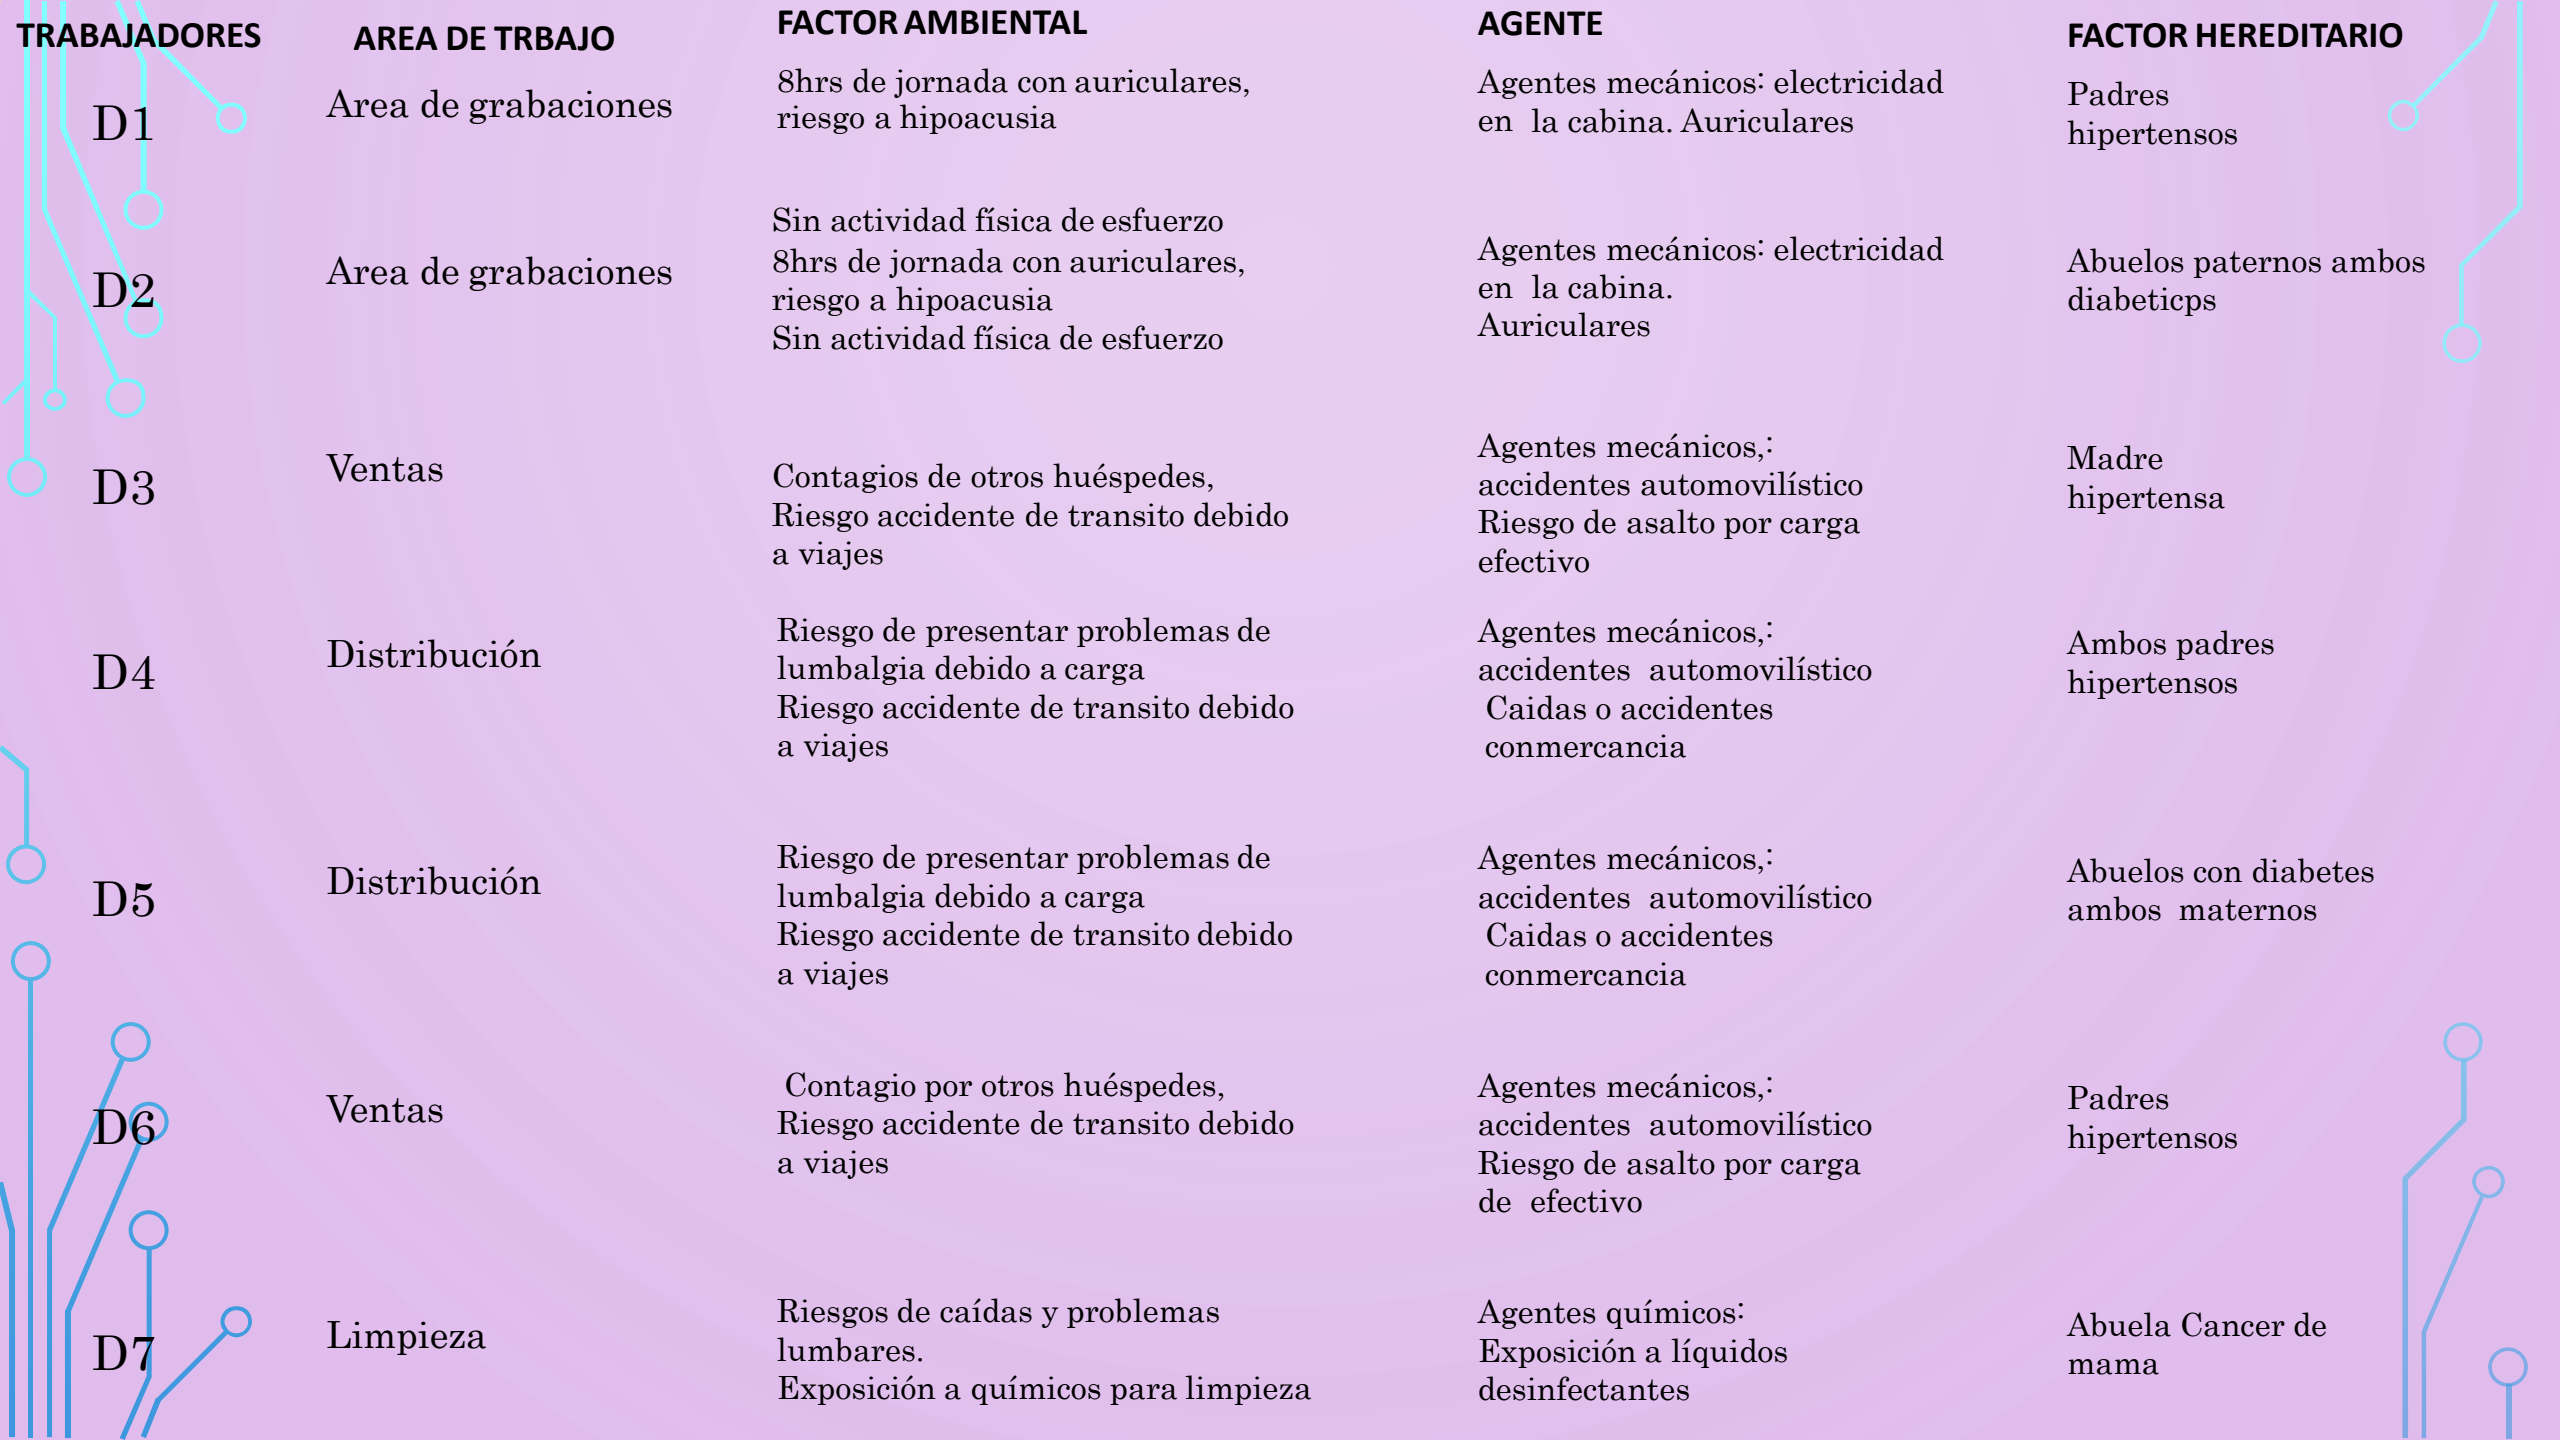 TRABAJADORES
AREA DE TRBAJO
FACTOR AMBIENTAL
AGENTE
FACTOR HEREDITARIO
D1
Area de grabaciones
8hrs de jornada con auriculares,
riesgo a hipoacusia
Sin actividad física de esfuerzo
Agentes mecánicos: electricidad
en la cabina. Auriculares
Padres
hipertensos
D2
Area de grabaciones
8hrs de jornada con auriculares,
riesgo a hipoacusia
Sin actividad física de esfuerzo
Agentes mecánicos: electricidad
en la cabina.
Auriculares
Abuelos paternos ambos
diabeticps
D3
Ventas
Contagios de otros huéspedes,
Riesgo accidente de transito debido
a viajes
Agentes mecánicos,:
accidentes automovilístico
Riesgo de asalto por carga
efectivo
Madre
hipertensa
D4
Distribución
Riesgo de presentar problemas de
lumbalgia debido a carga
Riesgo accidente de transito debido
a viajes
Agentes mecánicos,:
accidentes automovilístico
Caidas o accidentes
conmercancia
Ambos padres
hipertensos
D5
Distribución
Riesgo de presentar problemas de
lumbalgia debido a carga
Riesgo accidente de transito debido
a viajes
Agentes mecánicos,:
accidentes automovilístico
Caidas o accidentes
conmercancia
Abuelos con diabetes
ambos maternos
D6
Ventas
Contagio por otros huéspedes,
Riesgo accidente de transito debido
a viajes
Agentes mecánicos,:
accidentes automovilístico
Riesgo de asalto por carga
de efectivo
Padres
hipertensos
D7
Limpieza
Riesgos de caídas y problemas
lumbares.
Exposición a químicos para limpieza
Agentes químicos:
Exposición a líquidos
desinfectantes
Abuela Cancer de
mama